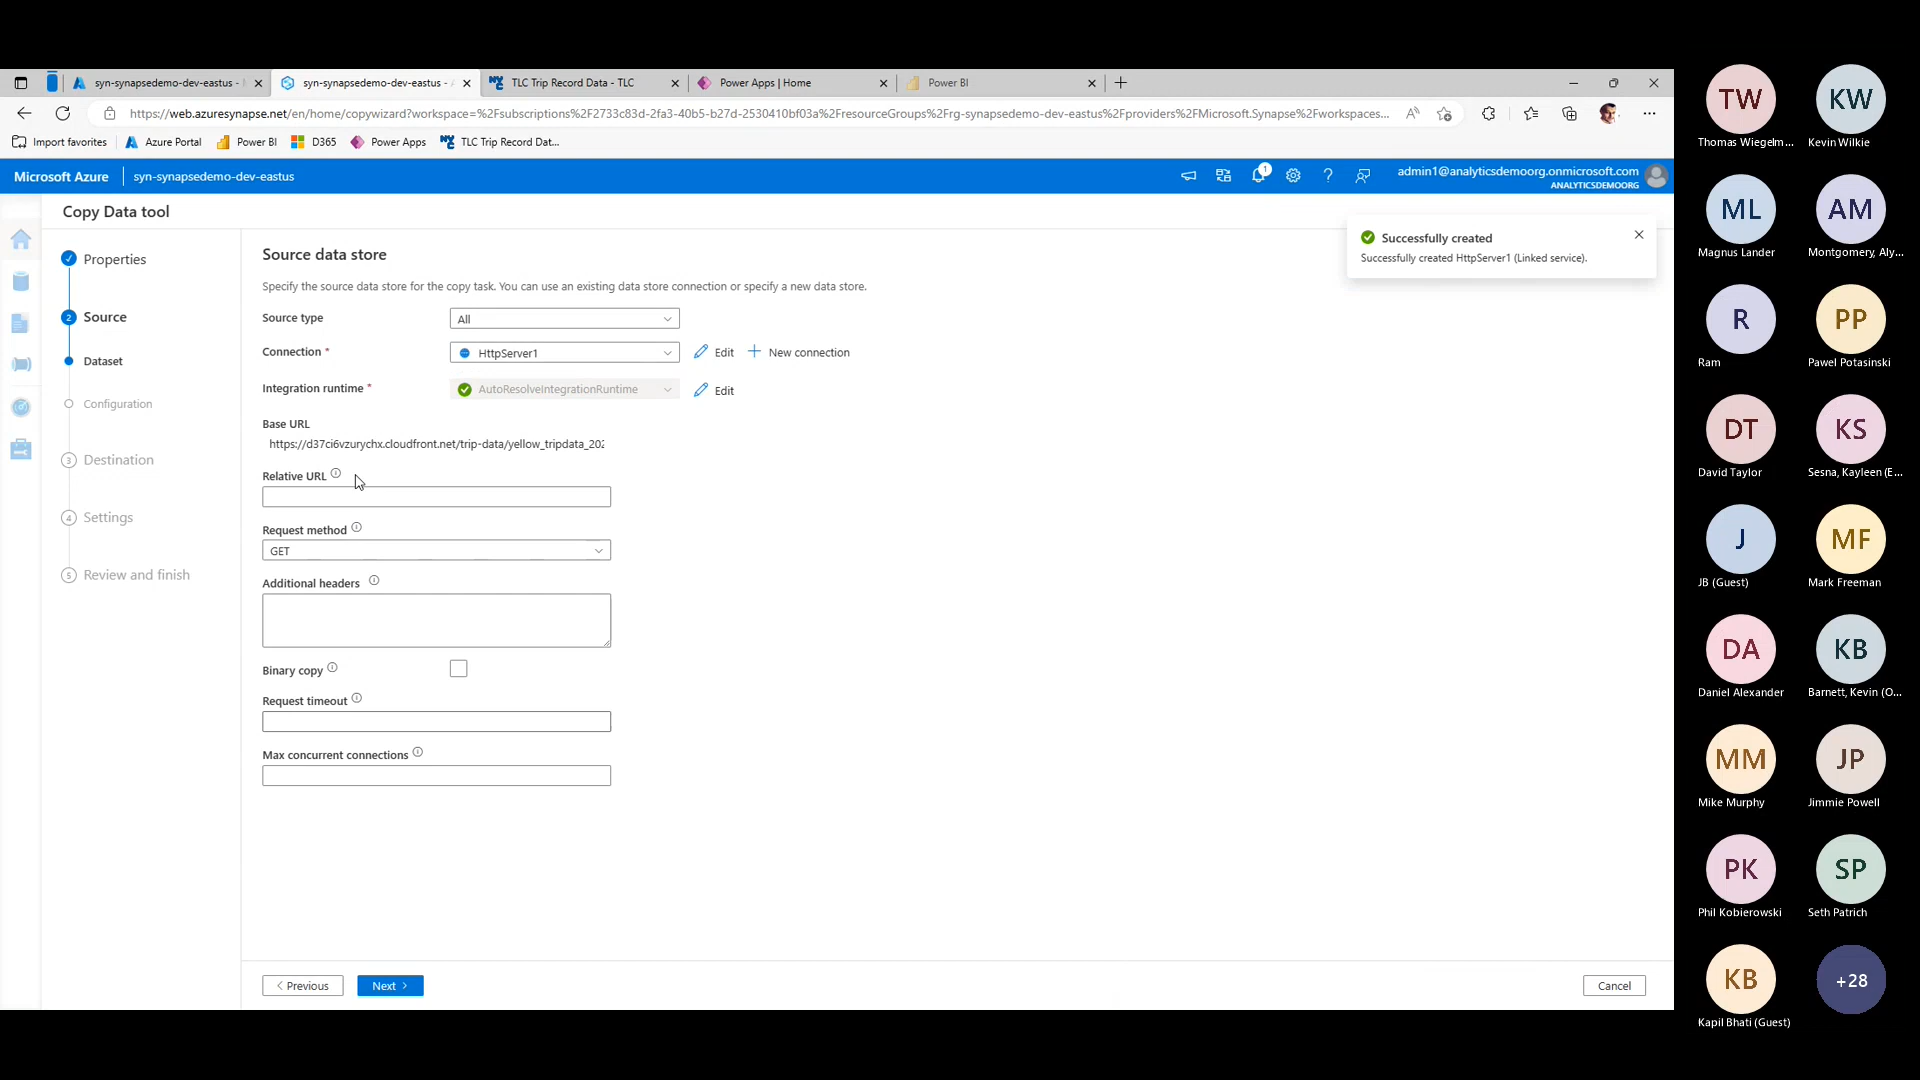 syn-synapsedemo-dev-eastus -
syn-synapsedemo-dev-eastus -
TLC Trip Record Data - TLC
Power Apps | Home
Power BI
https://web.azuresynapse.net/en/home/copywizard?workspace=%2Fsubscriptions%2F2733c83d-2fa3-40b5-b27d-2530410bf03a%2FresourceGroups%2Frg-synapsedemo-dev-eastus%2Fproviders%2FMicrosoft.Synapse%2Fworkspaces...
Import favorites
Azure Portal
Power BI
D365
Power Apps
TLC Trip Record Dat...
Microsoft Azure
syn-synapsedemo-dev-eastus
1
admin1@analyticsdemoorg.onmicrosoft.com
ANALYTICSDEMOORG
Copy Data tool
Properties
2 Source
Dataset
Configuration
3 Destination
4 Settings
5 Review and finish
Source data store
Specify the source data store for the copy task. You can use an existing data store connection or specify a new data store.
Source type
All
Connection *
HttpServer1
Edit
New connection
Integration runtime *
AutoResolveIntegrationRuntime
Edit
Base URL
https://d37ci6vzurychx.cloudfront.net/trip-data/yellow_tripdata_202
Relative URL
Request method
GET
Additional headers
Binary copy
Request timeout
Max concurrent connections
< Previous
Next >
Cancel
Successfully created
Successfully created HttpServer1 (Linked service).
TW
Thomas Wiegelm...
KW
Kevin Wilkie
ML
Magnus Lander
AM
Montgomery, Aly...
R
Ram
PP
Pawel Potasinski
DT
David Taylor
KS
Sesna, Kayleen (E...
J
JB (Guest)
MF
Mark Freeman
DA
Daniel Alexander
KB
Barnett, Kevin (O...
MM
Mike Murphy
JP
Jimmie Powell
PK
Phil Kobierowski
SP
Seth Patrich
KB
Kapil Bhati (Guest)
+28